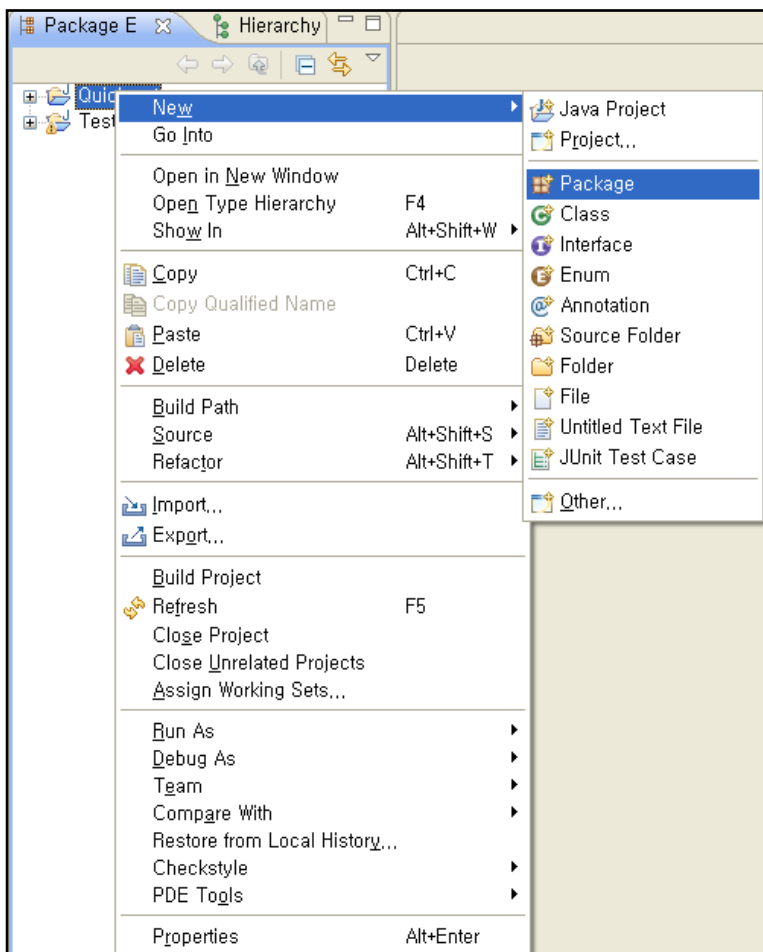 Package E Hierarchy
Quic
Test
New
Go Into
Open in New Window
Open Type Hierarchy F4
Show In Alt+Shift+W
Copy Ctrl+C
Copy Qualified Name
Paste Ctrl+V
Delete Delete
Build Path
Source Alt+Shift+S
Refactor Alt+Shift+T
Import...
Export...
Build Project
Refresh F5
Close Project
Close Unrelated Projects
Assign Working Sets...
Run As
Debug As
Team
Compare With
Restore from Local History...
Checkstyle
PDE Tools
Properties Alt+Enter
Java Project
Project...
Package
Class
Interface
Enum
Annotation
Source Folder
Folder
File
Untitled Text File
JUnit Test Case
Other...